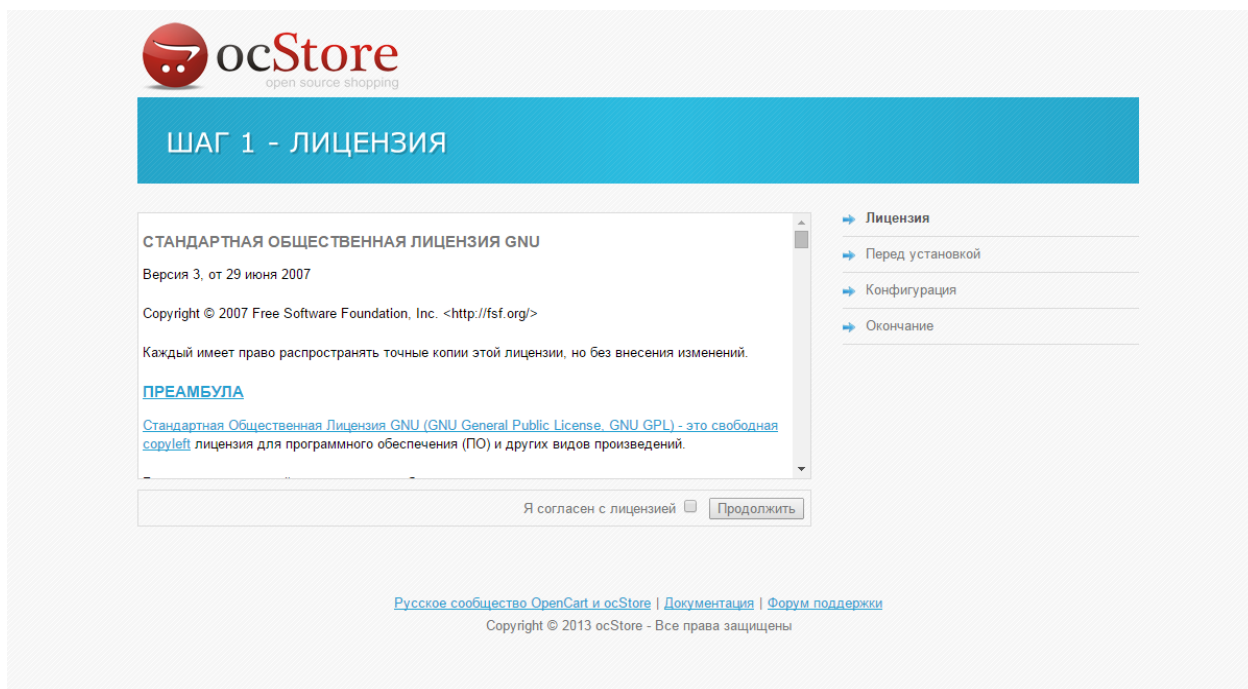 ocStore
open source shopping
ШАГ 1 - ЛИЦЕНЗИЯ
СТАНДАРТНАЯ ОБЩЕСТВЕННАЯ ЛИЦЕНЗИЯ GNU
Версия 3, от 29 июня 2007
Copyright © 2007 Free Software Foundation, Inc. <http://fsf.org/>
Каждый имеет право распространять точные копии этой лицензии, но без внесения изменений.
ПРЕАМБУЛА
Стандартная Общественная Лицензия GNU (GNU General Public License, GNU GPL) - это свободная
copyleft лицензия для программного обеспечения (ПО) и других видов произведений.
Я согласен с лицензией
Продолжить
Лицензия
Перед установкой
Конфигурация
Окончание
Русское сообщество OpenCart и ocStore | Документация | Форум поддержки
Copyright © 2013 ocStore - Все права защищены